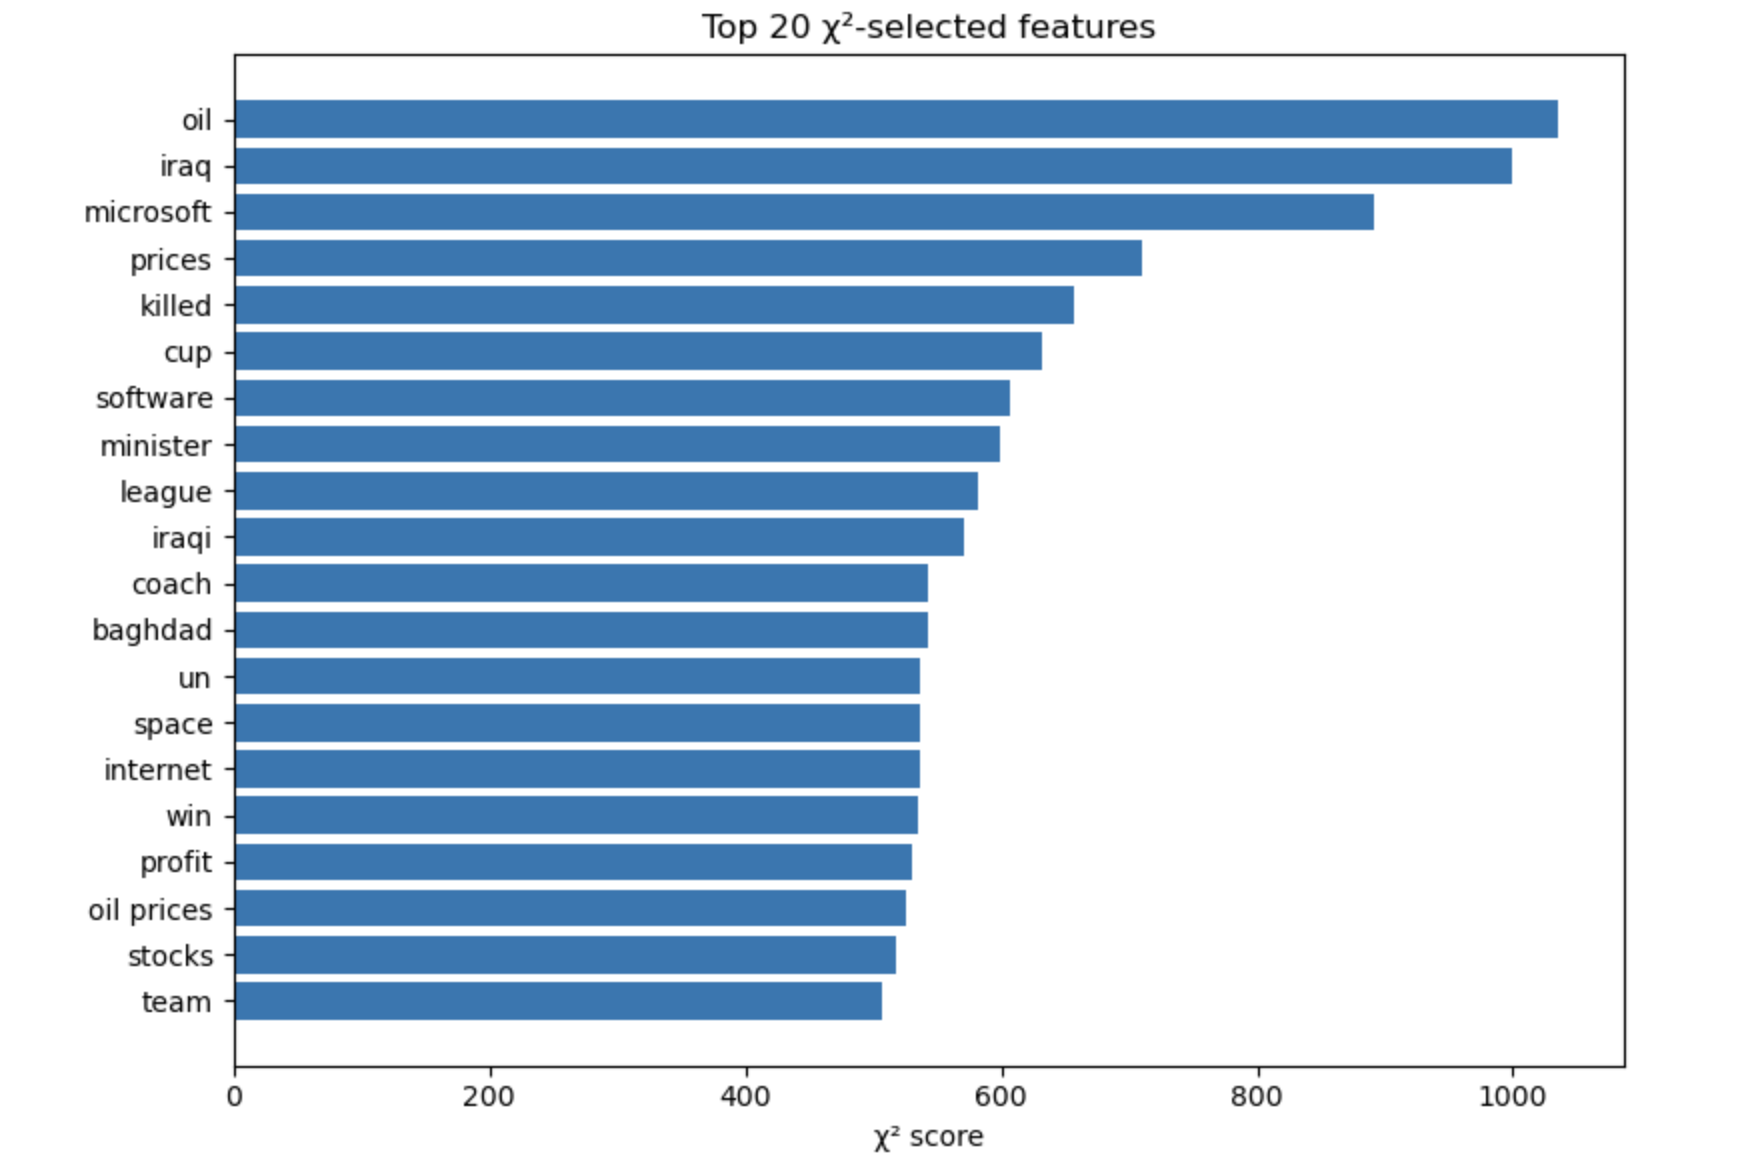 Top 20 χ²-selected features
oil
iraq
microsoft
prices
killed
cup
software
minister
league
iraqi
coach
baghdad
un
space
internet
win
profit
oil prices
stocks
team
0 200 400 600 800 1000
χ² score